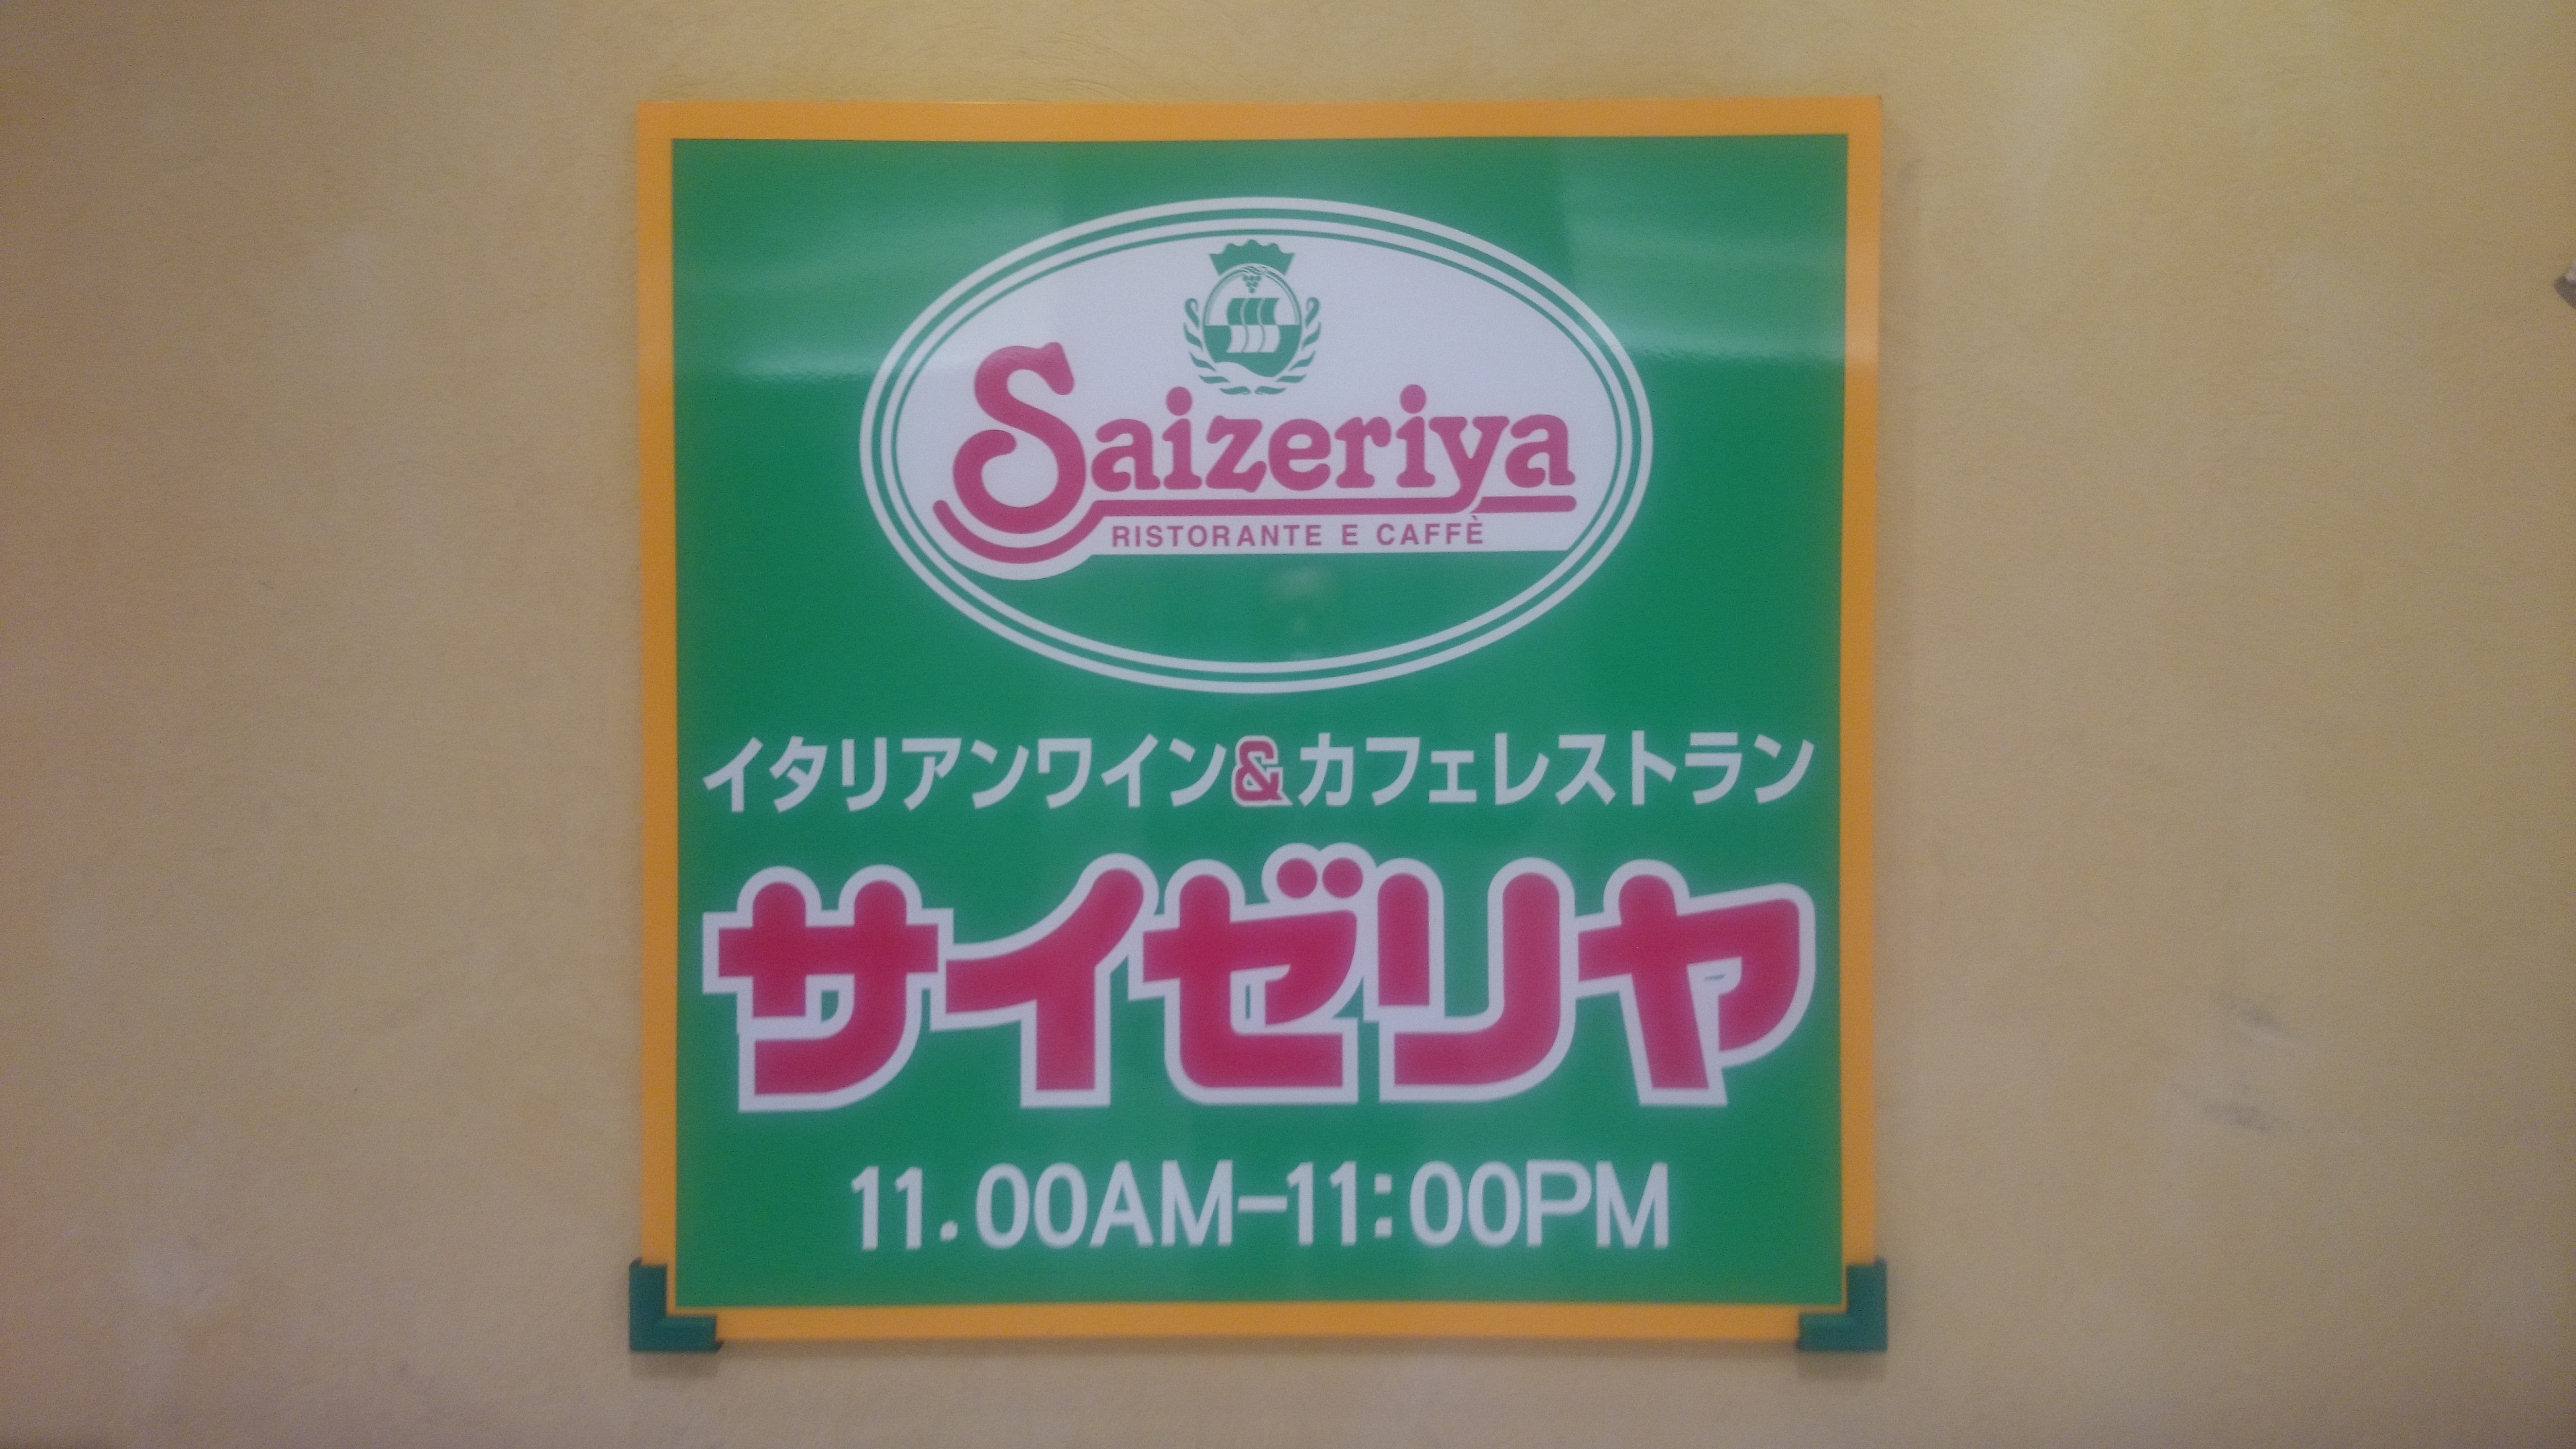 Saizeriya
RISTORANTE E CAFFÈ
イタリアンワイン&カフェレストラン
サイゼリヤ
11.00AM-11:00PM